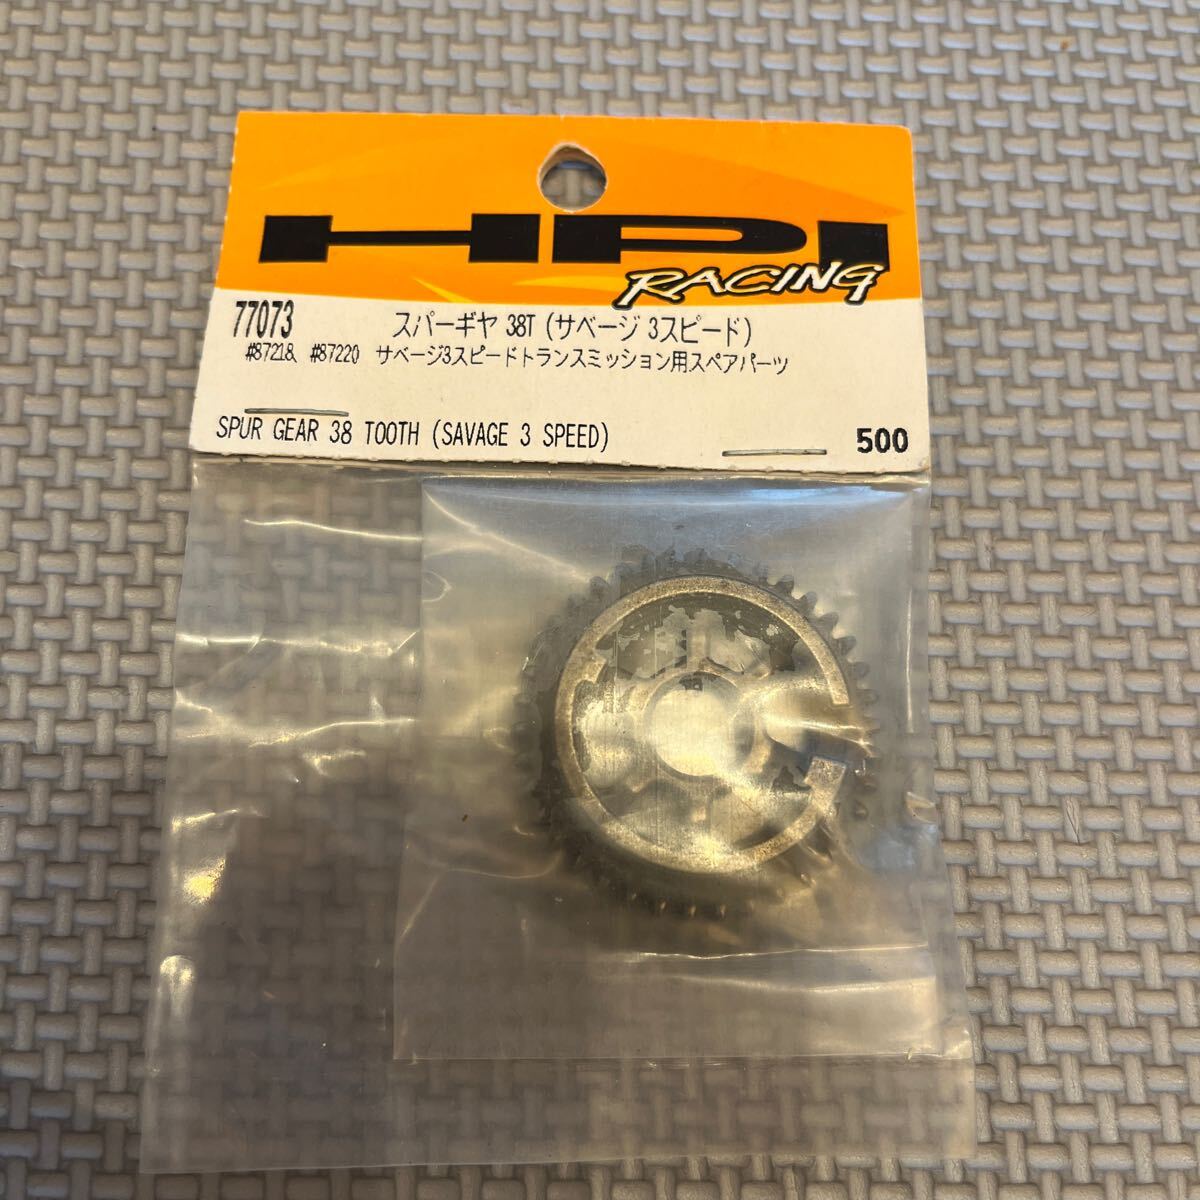 HPI
RACING
77073 スパーギヤ 38T (サベージ 3スピード)
#87218、 #87220 サベージ3スピードトランスミッション用スペアパーツ
SPUR GEAR 38 TOOTH (SAVAGE 3 SPEED) 500